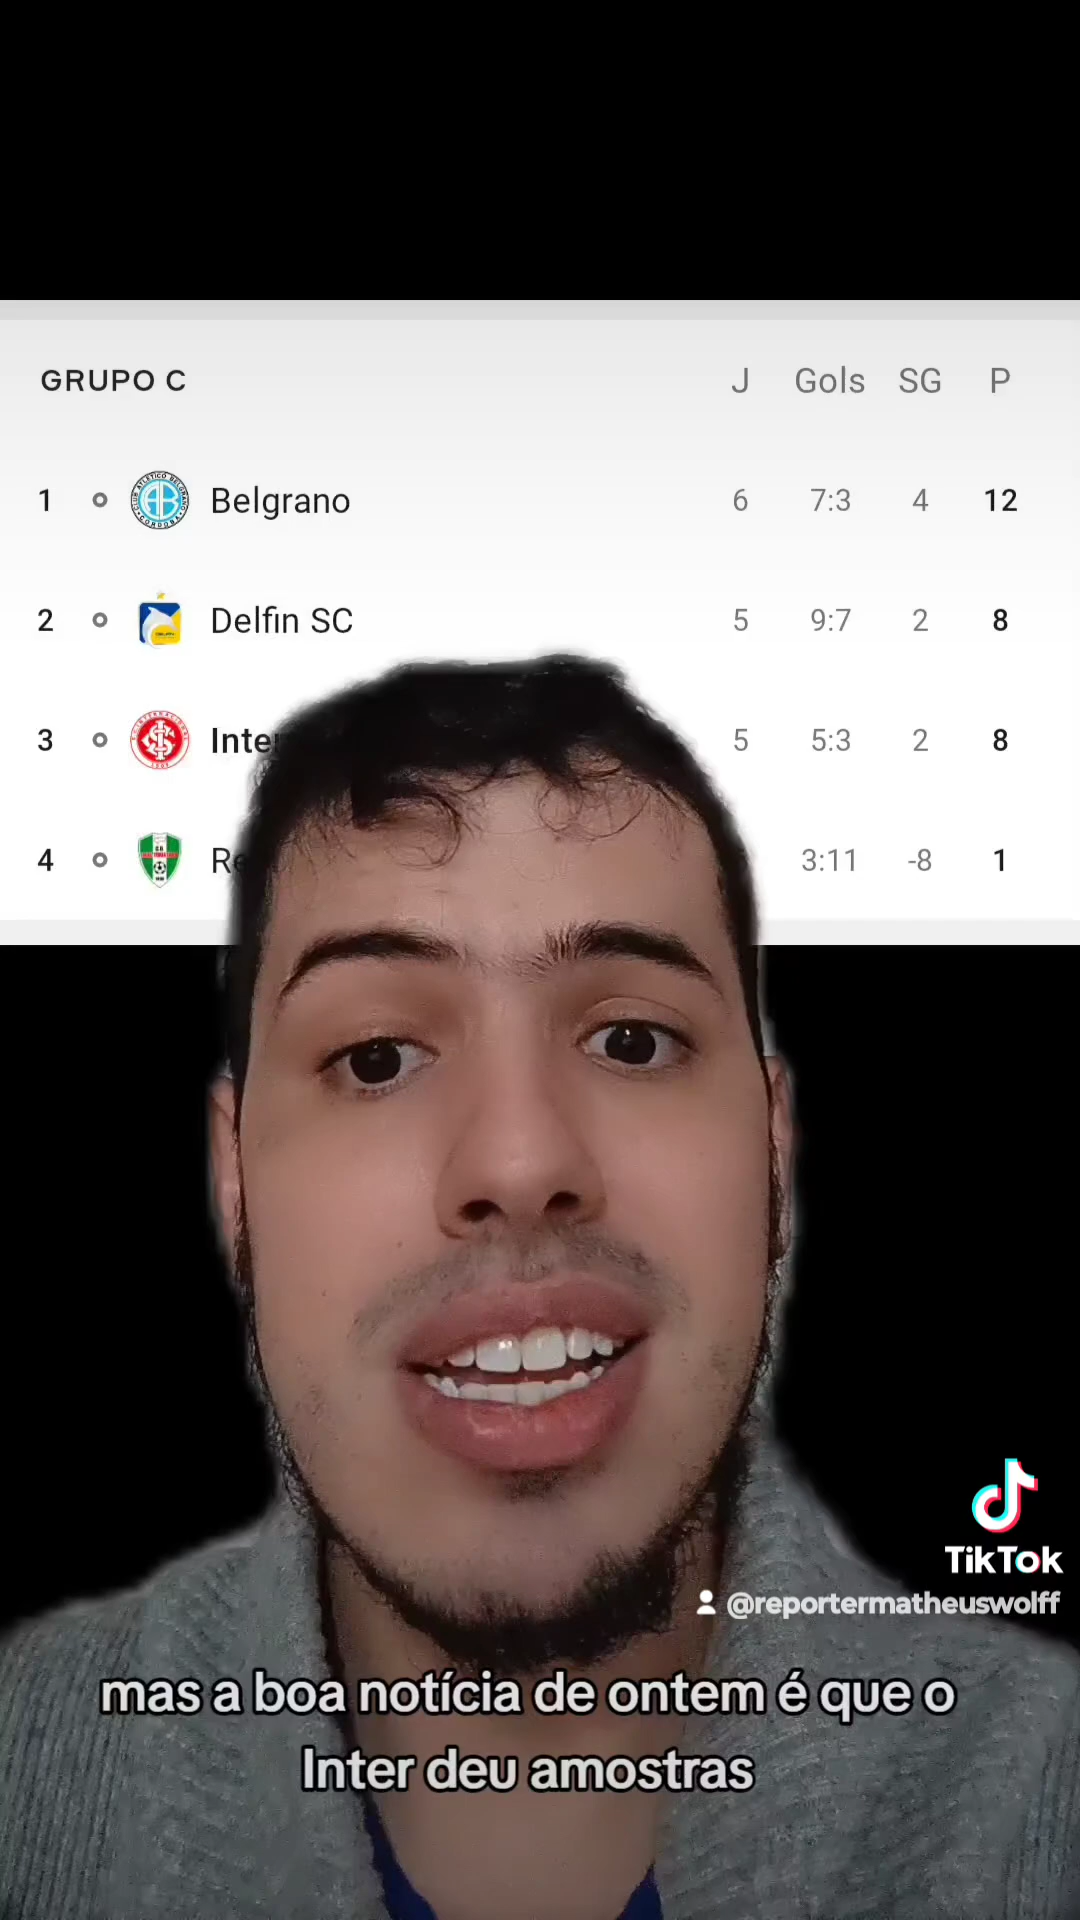 GRUPO C J Gols SG P
1 Belgrano 6 7:3 4 12
2 Delfin SC 5 9:7 2 8
3 Inte 5 5:3 2 8
4 R 3:11 -8 1
TikTok
@reportermatheuswolff
mas a boa notícia de ontem é que o
Inter deu amostras